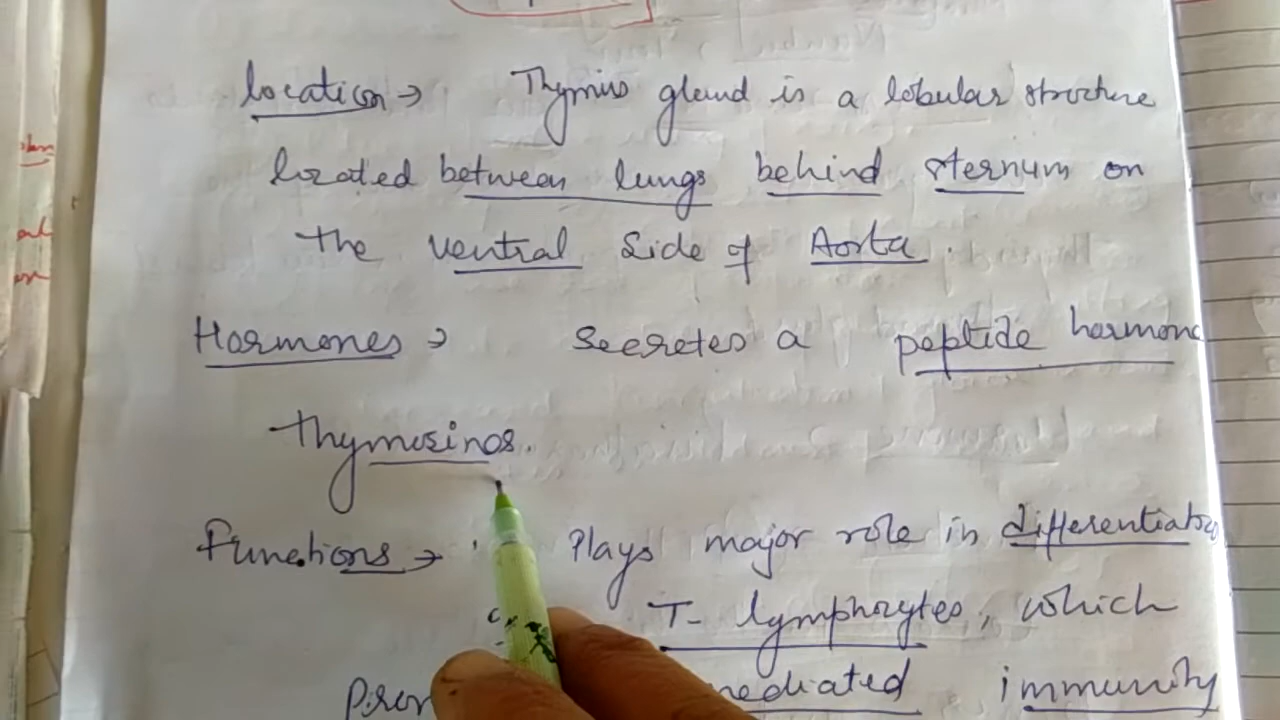 location → Thymus gland is a lobular structure
located between lungs behind sternum on
the ventral side of Aorta.
Hormones → Secretes a peptide hormone
Thymosinos.
Functions → Plays major role in differentiation
T- lymphocytes, which
mediated immunity